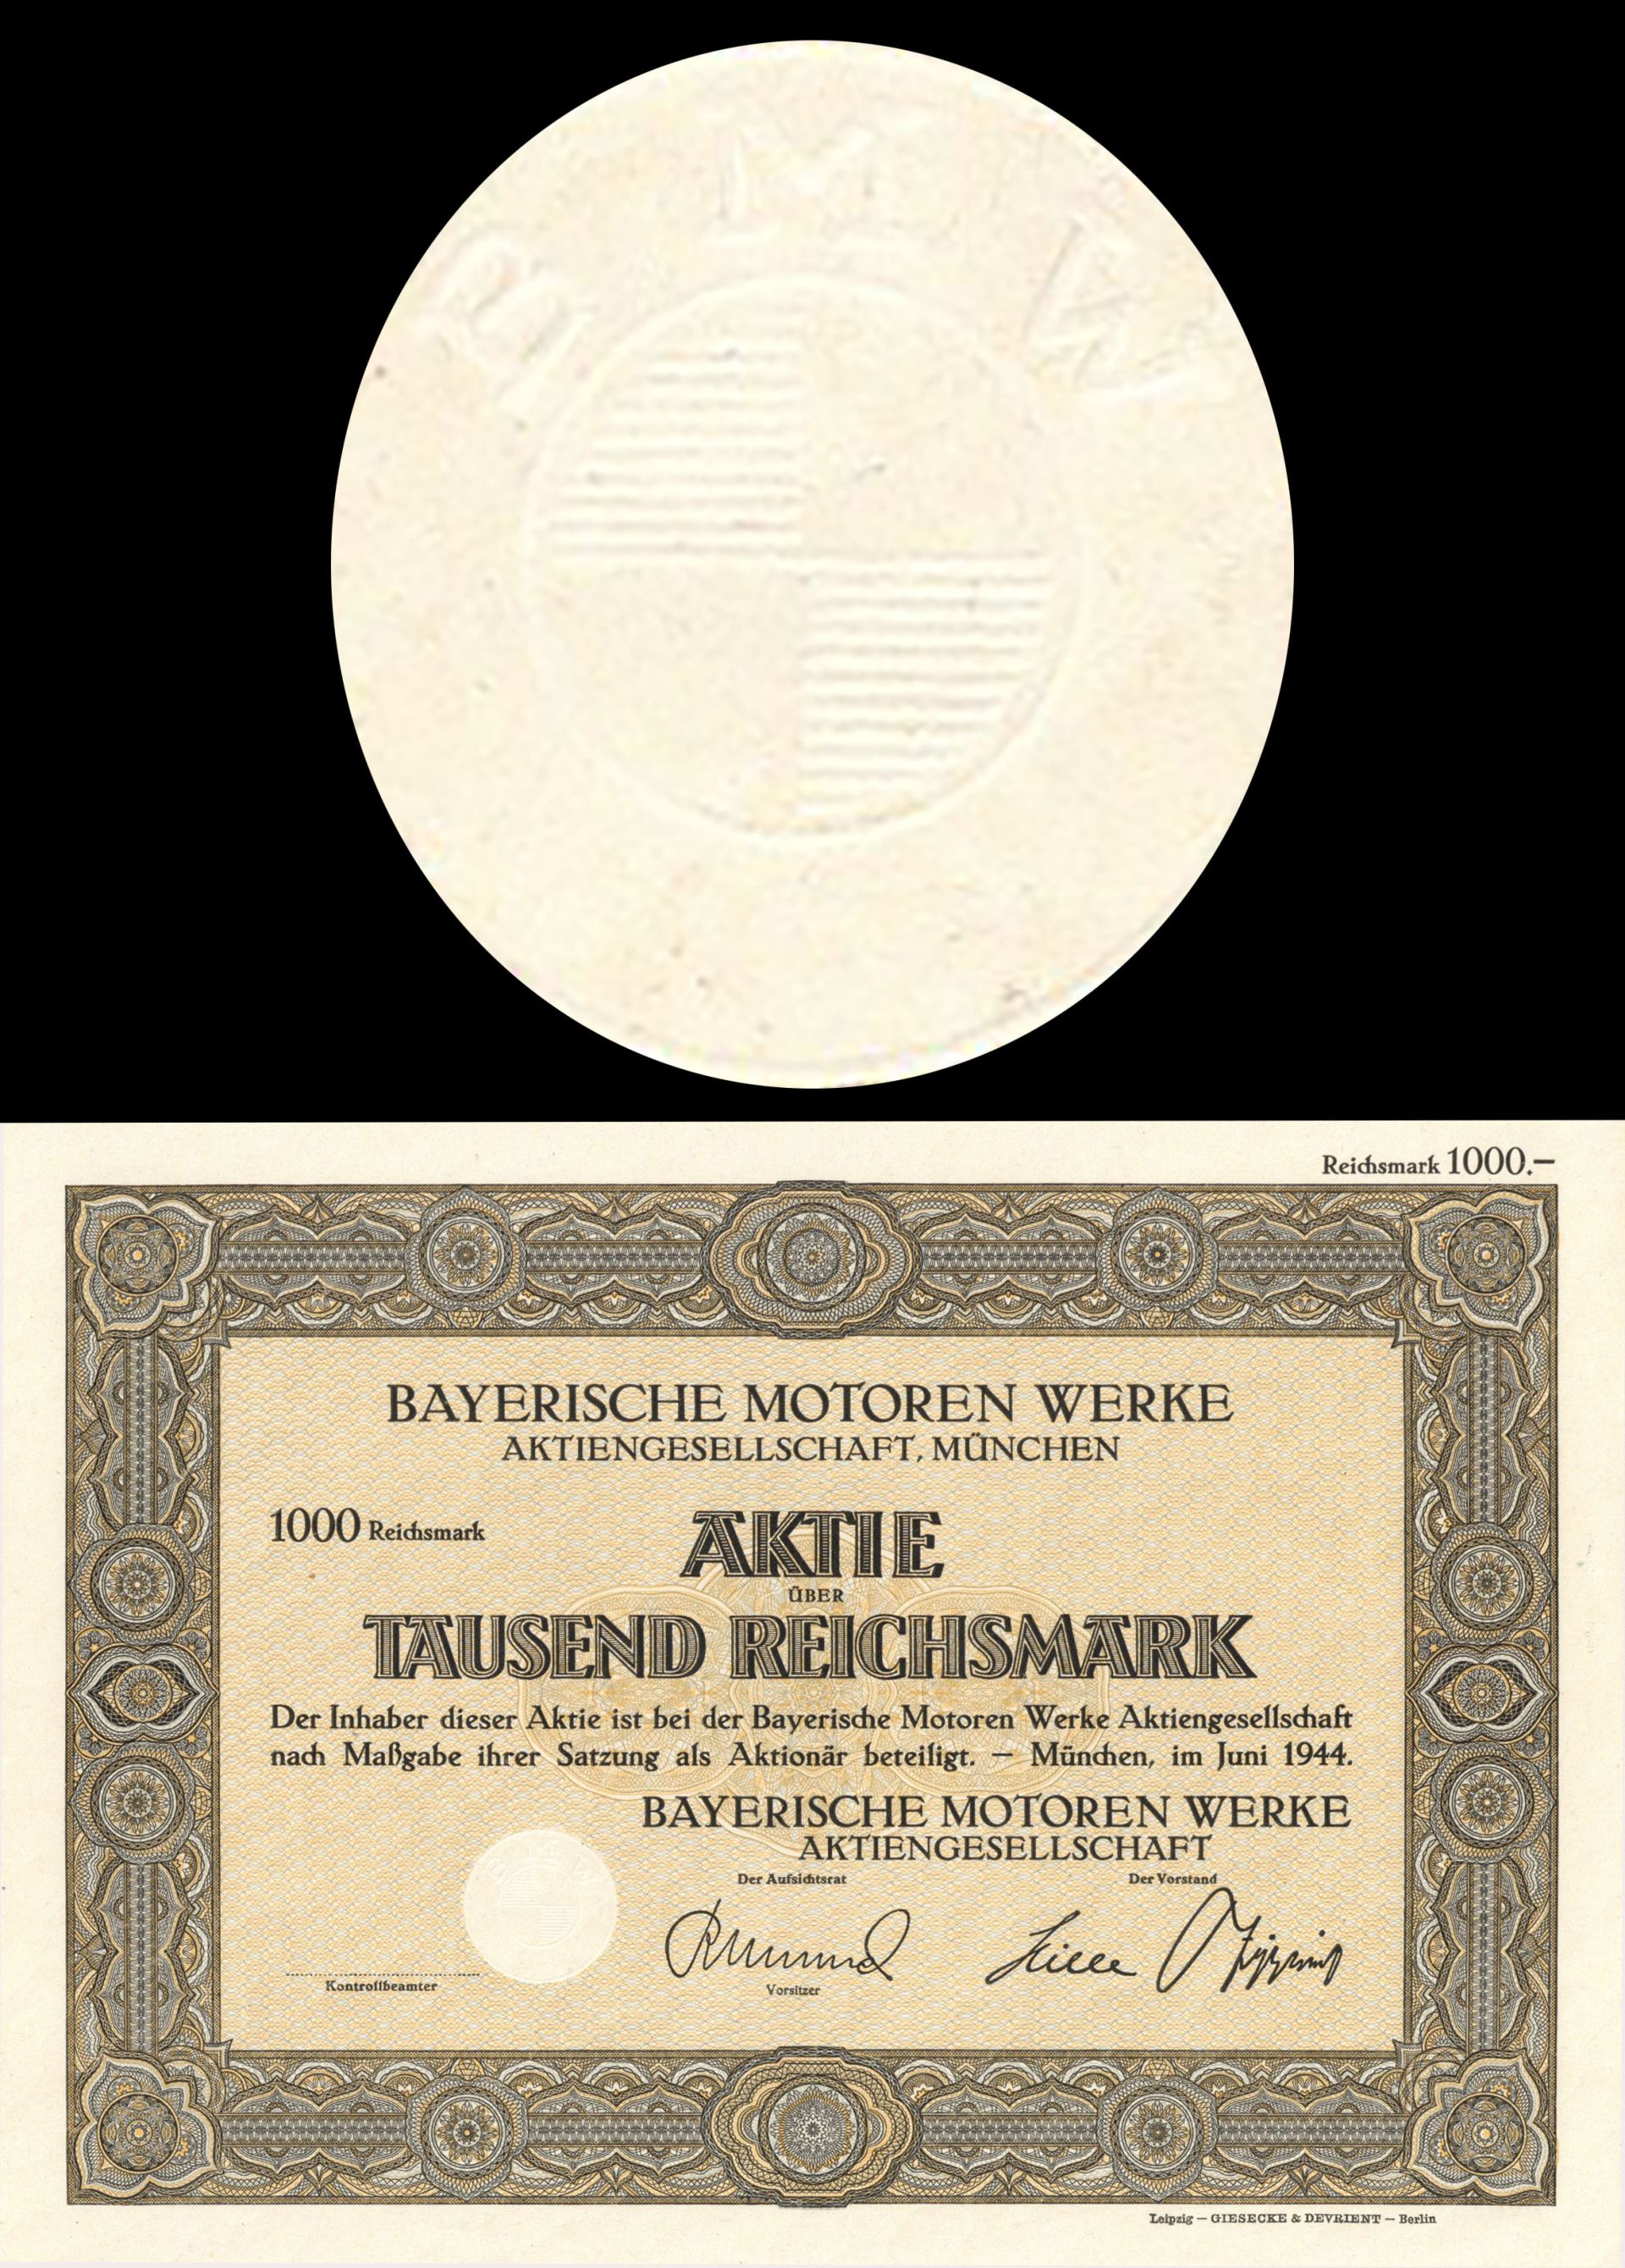 B M W
Reichsmark 1000.—
BAYERISCHE MOTOREN WERKE
AKTIENGESELLSCHAFT, MÜNCHEN
1000 Reichsmark
AKTIE
ÜBER
TAUSEND REICHSMARK
Der Inhaber dieser Aktie ist bei der Bayerische Motoren Werke Aktiengesellschaft
nach Maßgabe ihrer Satzung als Aktionär beteiligt. — München, im Juni 1944.
BAYERISCHE MOTOREN WERKE
AKTIENGESELLSCHAFT
Der Aufsichtsrat
Der Vorstand
B M W
Kontrollbeamter
Vorsitzer
Leipzig — GIESECKE & DEVRIENT — Berlin